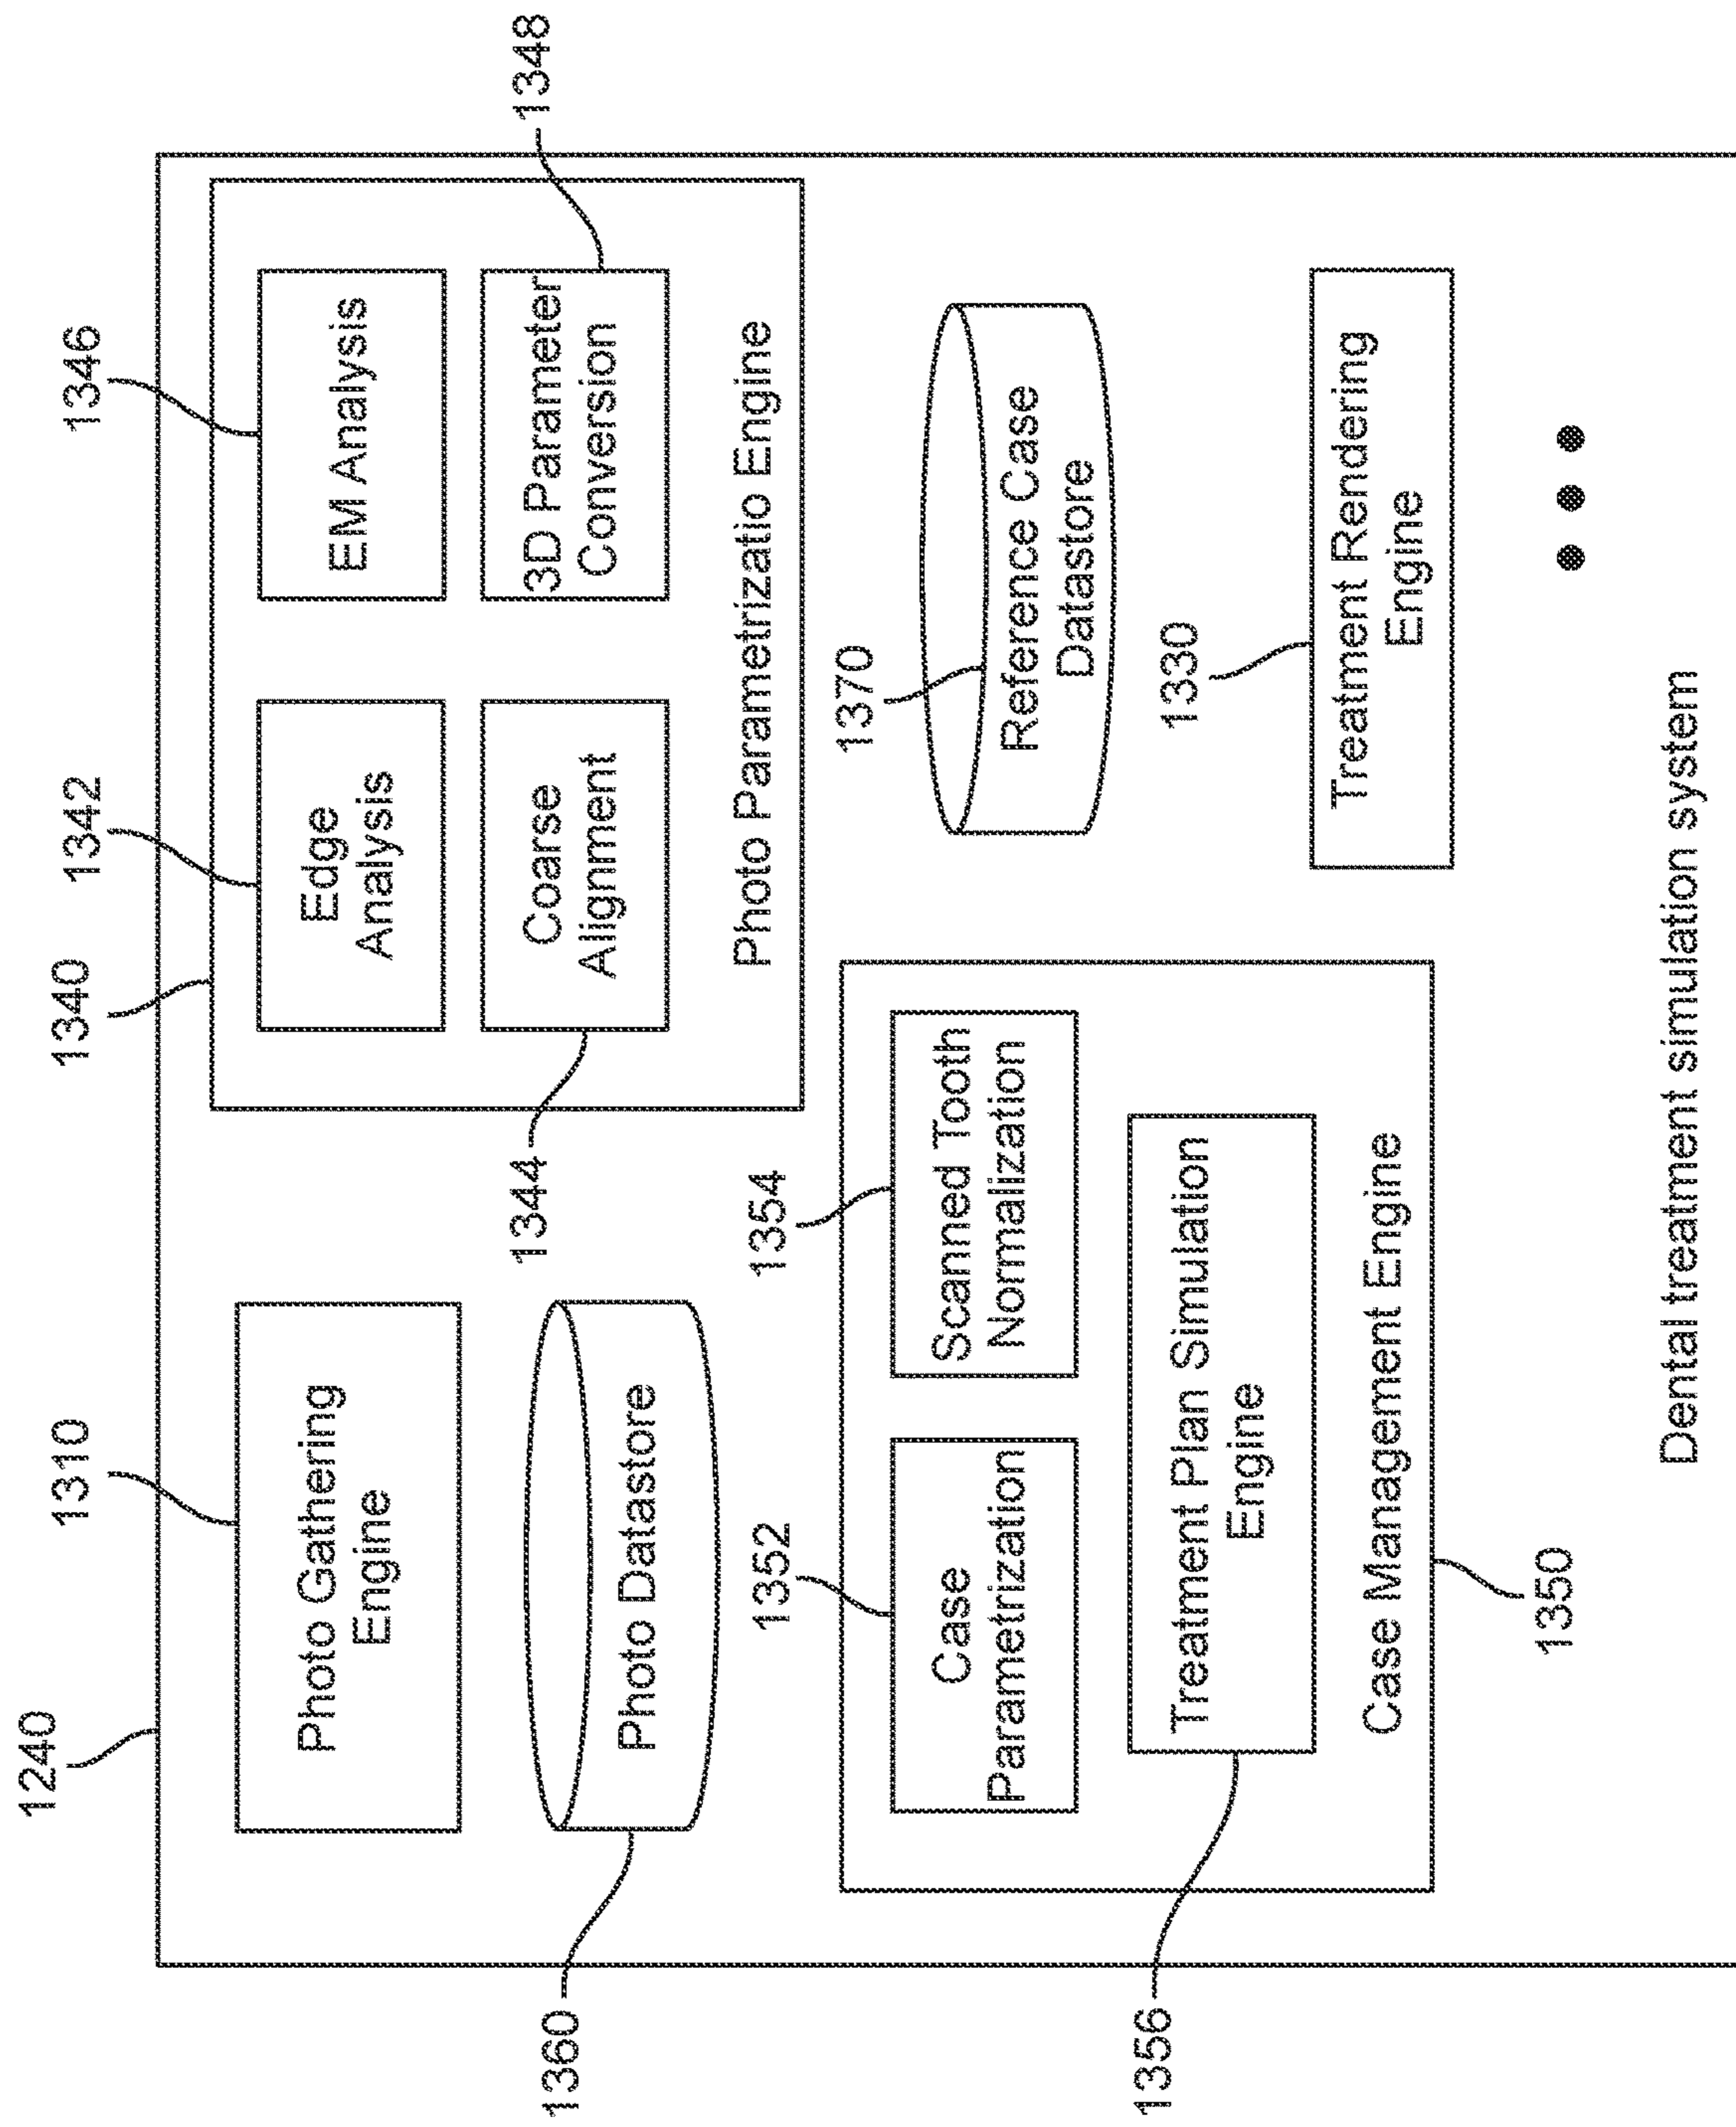 1240
1310
1340
1342
1346
Photo Gathering
Engine
Edge
Analysis
EM Analysis
1360
Photo Datastore
1344
Coarse
Alignment
3D Parameter
Conversion
1348
Photo Parametrizatio Engine
1352
1354
Case
Parametrization
Scanned Tooth
Normalization
1356
Treatment Plan Simulation
Engine
Case Management Engine
1350
1370
Reference Case
Datastore
1330
Treatment Rendering
Engine
Dental treatment simulation system